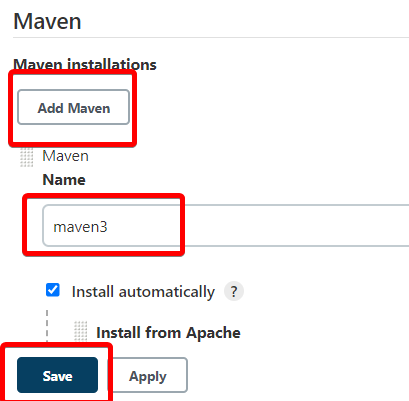 Maven
Maven installations
Add Maven
Maven
Name
maven3
Install automatically ?
Install from Apache
Save Apply